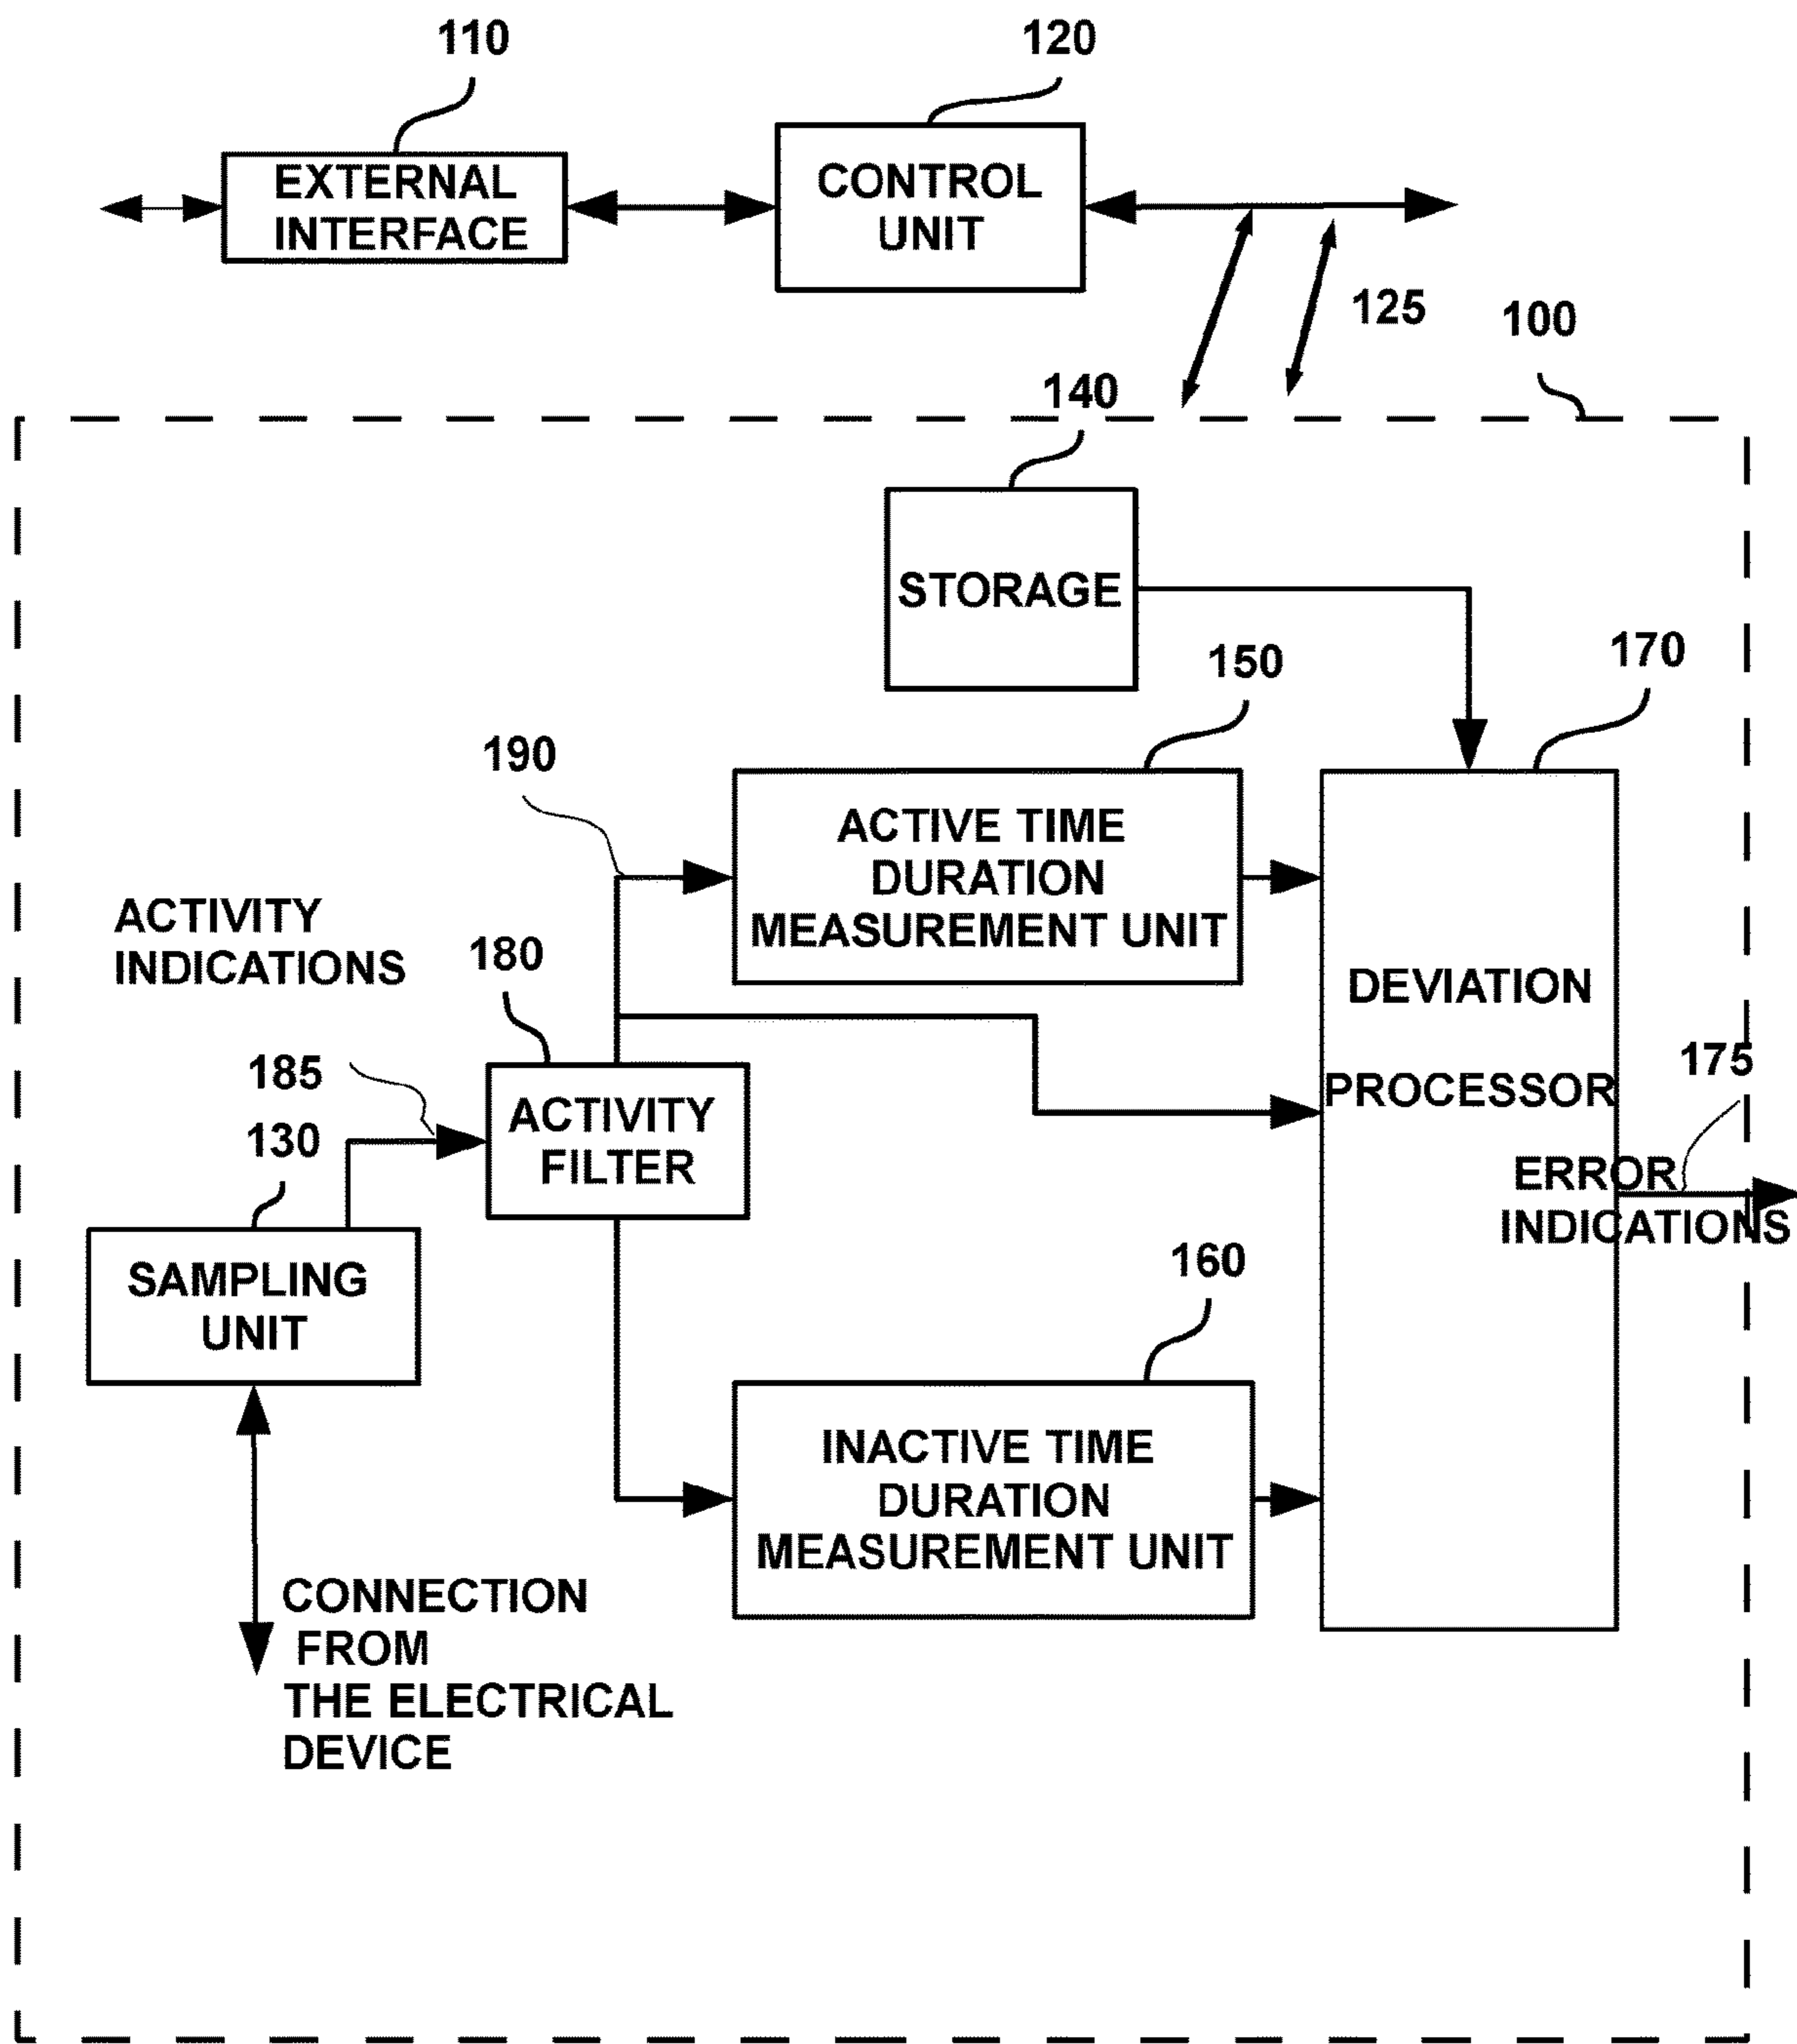 110
120
EXTERNAL
INTERFACE
CONTROL
UNIT
125
100
140
STORAGE
150
170
190
ACTIVE TIME
DURATION
MEASUREMENT UNIT
ACTIVITY
INDICATIONS
180
DEVIATION
PROCESSOR
185
175
130
ACTIVITY
FILTER
ERROR
INDICATIONS
SAMPLING
UNIT
160
INACTIVE TIME
DURATION
MEASUREMENT UNIT
CONNECTION
FROM
THE ELECTRICAL
DEVICE